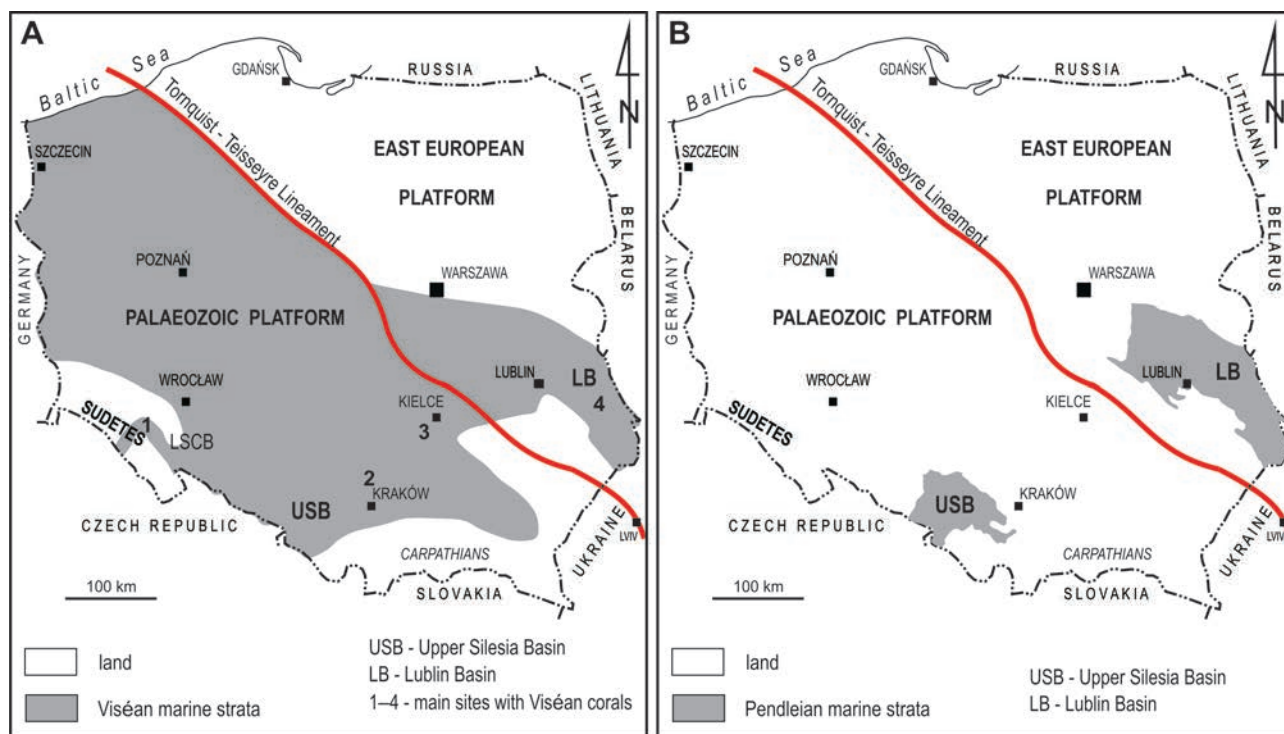 A
Baltic Sea
GDAŃSK
RUSSIA
N
LITHUANIA
Tornquist - Teisseyre Lineament
EAST EUROPEAN
PLATFORM
SZCZECIN
BELARUS
POZNAŃ
WARSZAWA
GERMANY
PALAEOZOIC PLATFORM
WROCŁAW
LUBLIN
LB
4
KIELCE
3
SUDETES
1
LSCB
2
KRAKÓW
USB
CZECH REPUBLIC
CARPATHIANS
SLOVAKIA
UKRAINE
LVIV
100 km
land
Viséan marine strata
USB - Upper Silesia Basin
LB - Lublin Basin
1–4 - main sites with Viséan corals
B
Baltic Sea
GDAŃSK
RUSSIA
N
LITHUANIA
Tornquist - Teisseyre Lineament
EAST EUROPEAN
PLATFORM
SZCZECIN
BELARUS
POZNAŃ
WARSZAWA
GERMANY
PALAEOZOIC PLATFORM
WROCŁAW
LUBLIN
LB
KIELCE
SUDETES
USB
KRAKÓW
CZECH REPUBLIC
CARPATHIANS
SLOVAKIA
UKRAINE
LVIV
100 km
land
Pendleian marine strata
USB - Upper Silesia Basin
LB - Lublin Basin